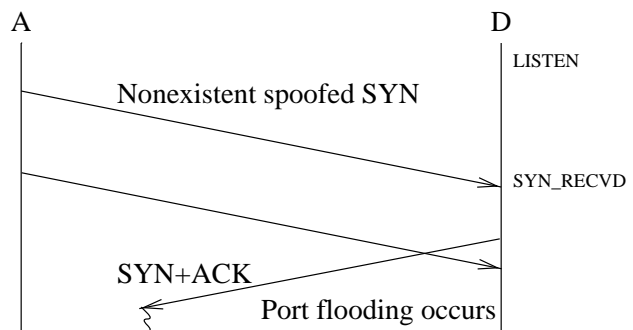 A
D
LISTEN
Nonexistent spoofed SYN
SYN_RECVD
SYN+ACK
Port flooding occurs